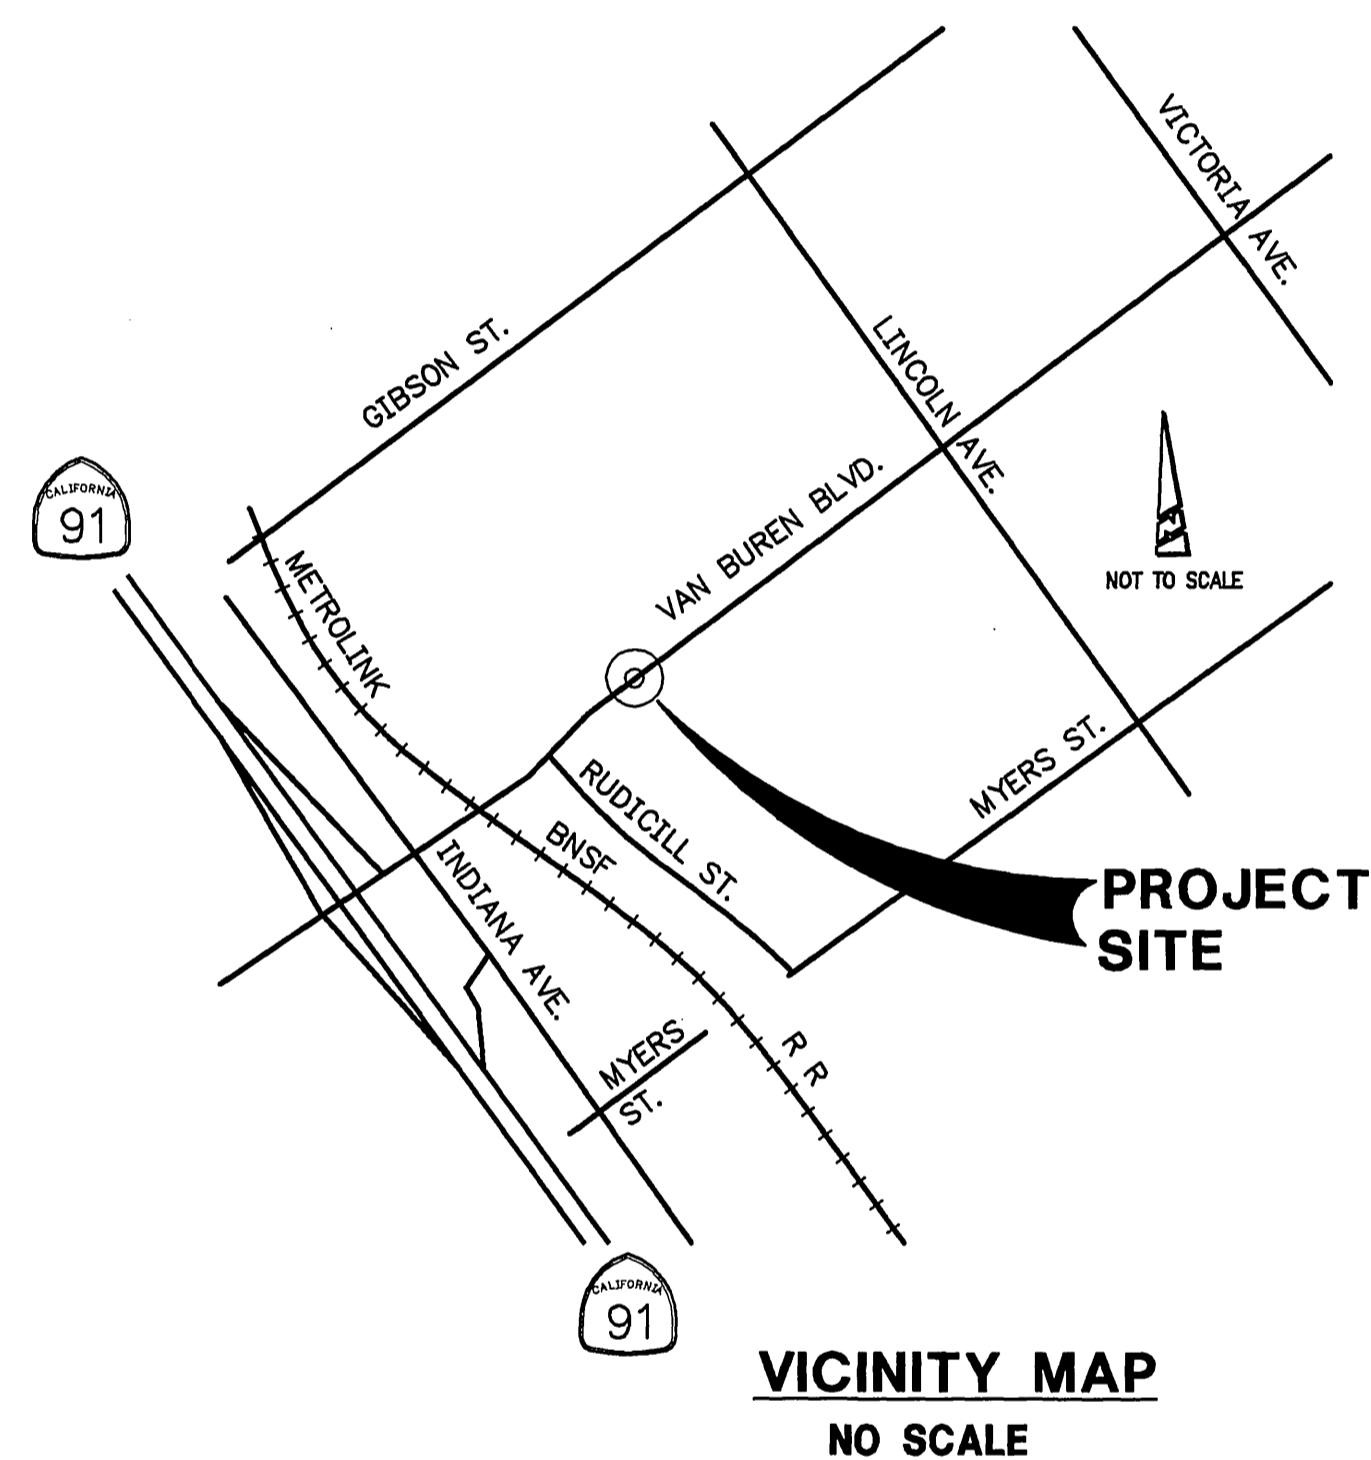 VICTORIA AVE.
GIBSON ST.
LINCOLN AVE.
CALIFORNIA
91
VAN BUREN BLVD.
N
NOT TO SCALE
METROLINK
RUDICILL ST.
MYERS ST.
BNSF
INDIANA AVE.
PROJECT
SITE
MYERS
ST.
R R
CALIFORNIA
91
VICINITY MAP
NO SCALE